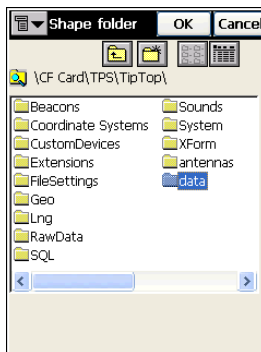 Shape folder OK Cancel
\CF Card\TPS\TipTop\
Beacons Sounds
Coordinate Systems System
CustomDevices XForm
Extensions antennas
FileSettings data
Geo
Lng
RawData
SQL